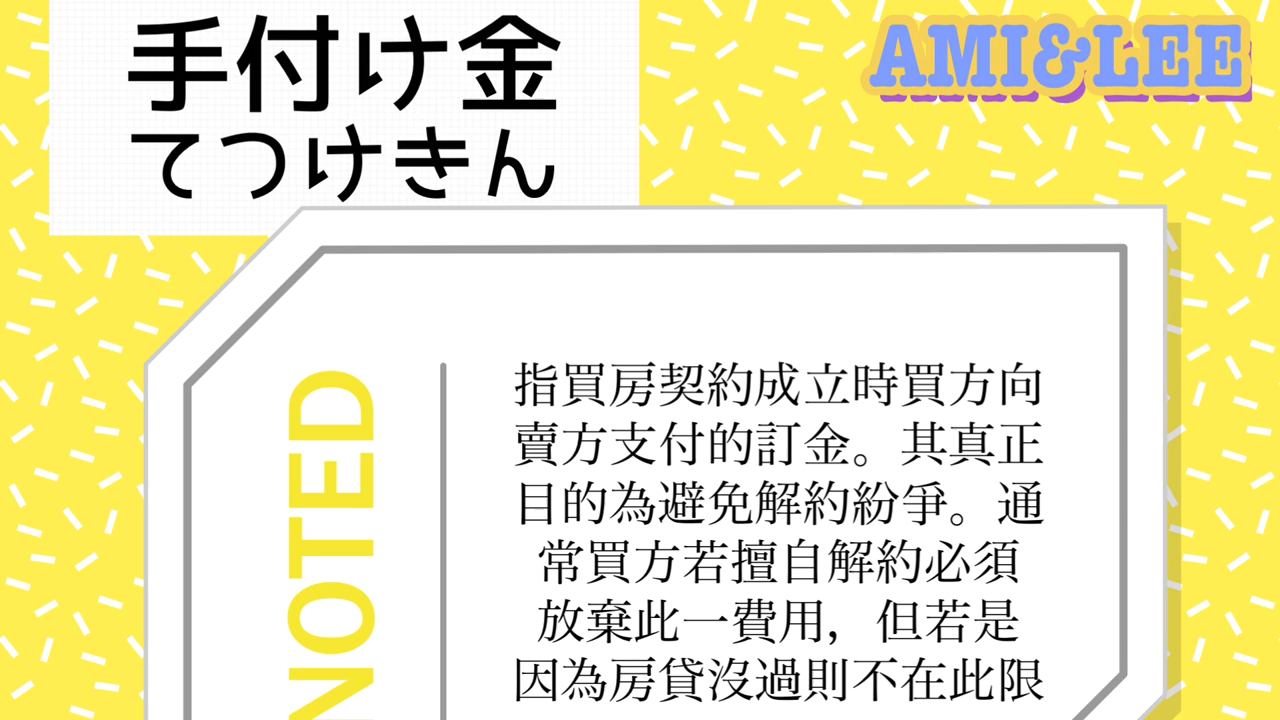 手付け金
てつけきん
AMI&LEE
NOTED
指買房契約成立時買方向
賣方支付的訂金。其真正
目的為避免解約紛爭。通
常買方若擅自解約必須
放棄此一費用，但若是
因為房貸沒過則不在此限